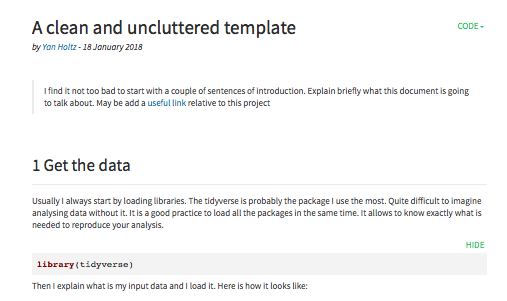 A clean and uncluttered template
CODE
by Yan Holtz - 18 January 2018
I find it not too bad to start with a couple of sentences of introduction. Explain briefly what this document is going
to talk about. May be add a useful link relative to this project
1 Get the data
Usually I always start by loading libraries. The tidyverse is probably the package I use the most. Quite difficult to imagine
analysing data without it. It is a good practice to load all the packages in the same time. It allows to know exactly what is
needed to reproduce your analysis.
HIDE
library(tidyverse)
Then I explain what is my input data and I load it. Here is how it looks like: